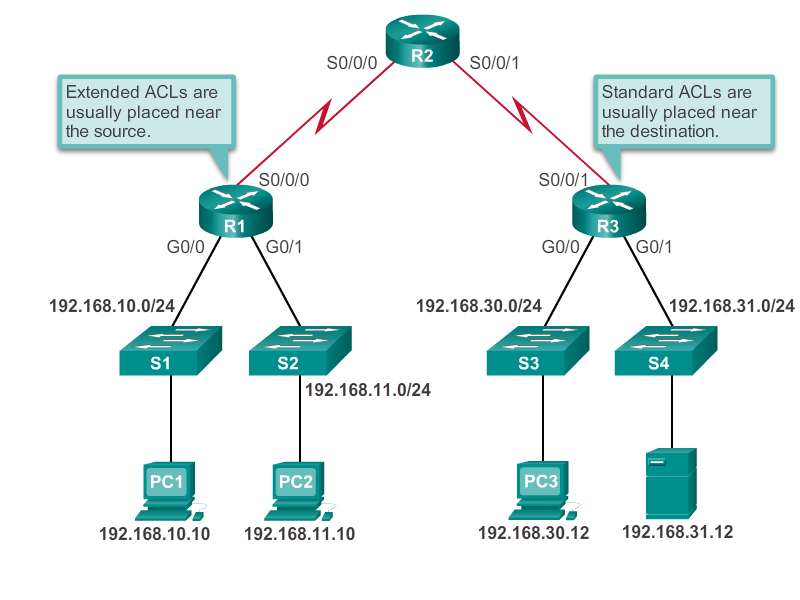 R2
S0/0/0
S0/0/1
Extended ACLs are
usually placed near
the source.
Standard ACLs are
usually placed near
the destination.
S0/0/0
S0/0/1
R1
R3
G0/0
G0/1
G0/0
G0/1
192.168.10.0/24
192.168.30.0/24
192.168.31.0/24
S1
S2
S3
S4
192.168.11.0/24
PC1
PC2
PC3
192.168.10.10
192.168.11.10
192.168.30.12
192.168.31.12